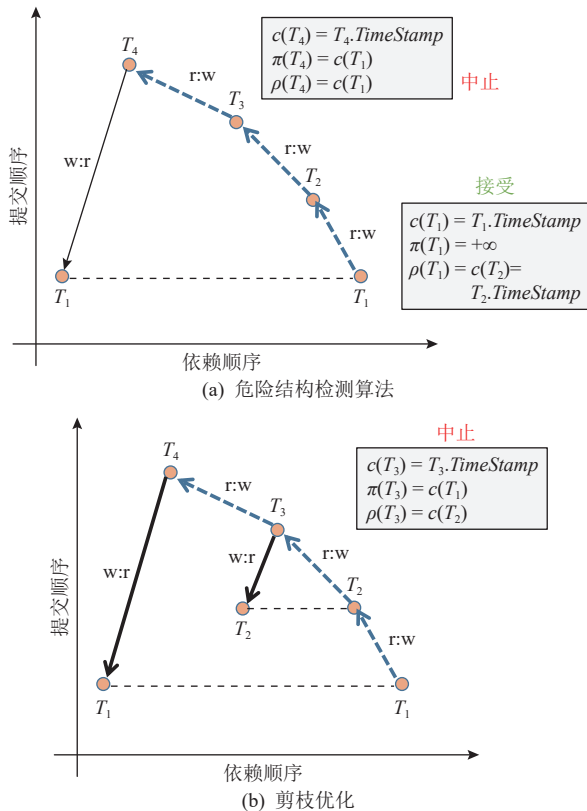 c(T₄) = T₄.TimeStamp
π(T₄) = c(T₁)
ρ(T₄) = c(T₁)
中止
T₄
r:w
T₃
w:r
r:w
T₂
r:w
提交顺序
接受
c(T₁) = T₁.TimeStamp
π(T₁) = +∞
ρ(T₁) = c(T₂)=
T₂.TimeStamp
T₁
T₁
依赖顺序
(a) 危险结构检测算法
中止
c(T₃) = T₃.TimeStamp
π(T₃) = c(T₁)
ρ(T₃) = c(T₂)
T₄
r:w
T₃
w:r
w:r
r:w
T₂
T₂
r:w
提交顺序
T₁
T₁
依赖顺序
(b) 剪枝优化